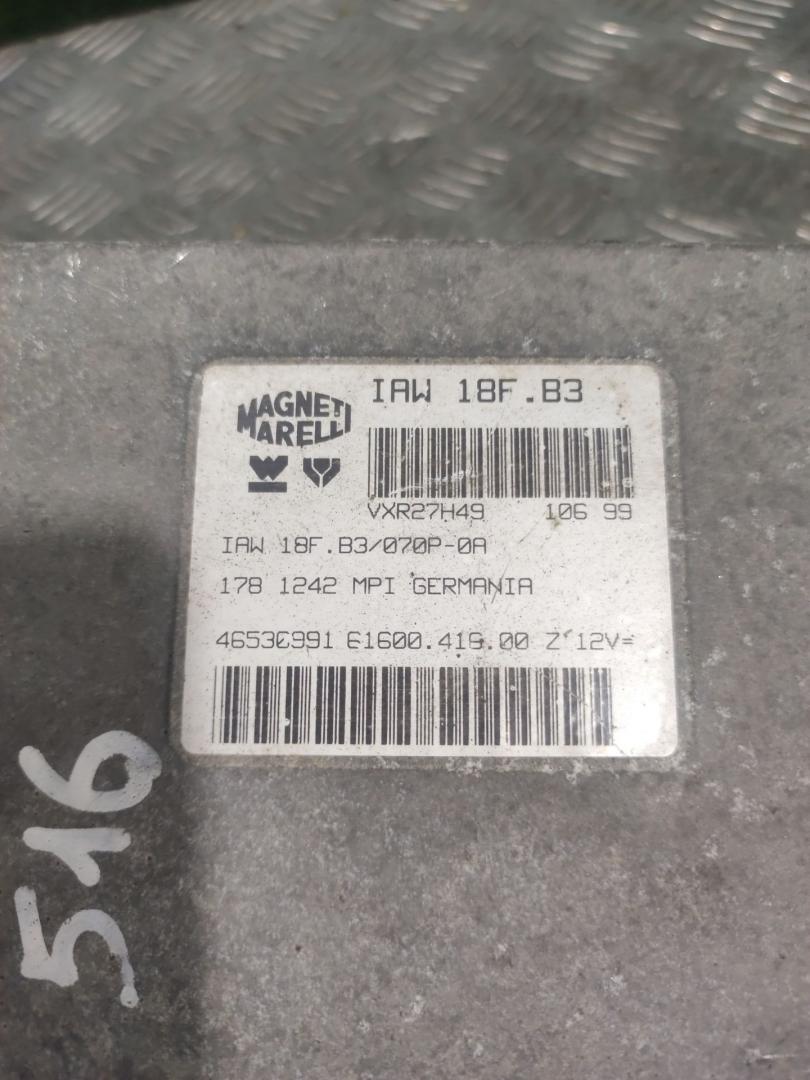 MAGNETI
MARELLI
IAW 18F.B3
VXR27H49 106 99
IAW 18F.B3/070P-0A
178 1242 MPI GERMANIA
46530991 61600.419.00 Z 12V=
516